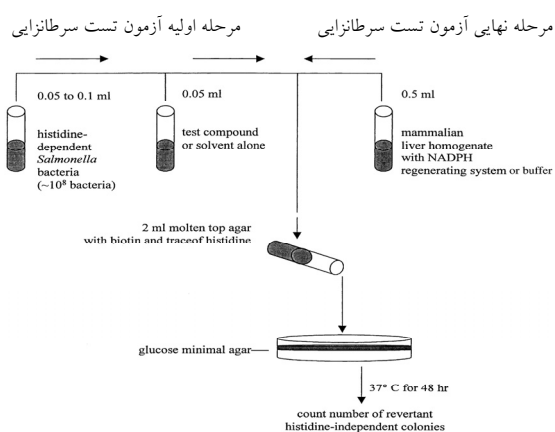 مرحله اولیه آزمون تست سرطانزایی
مرحله نهایی آزمون تست سرطانزایی
0.05 to 0.1 ml
histidine-
dependent
Salmonella
bacteria
(~10⁸ bacteria)
0.05 ml
test compound
or solvent alone
0.5 ml
mammalian
liver homogenate
with NADPH
regenerating system or buffer
2 ml molten top agar
with biotin and traceof histidine
glucose minimal agar
37° C for 48 hr
count number of revertant
histidine-independent colonies